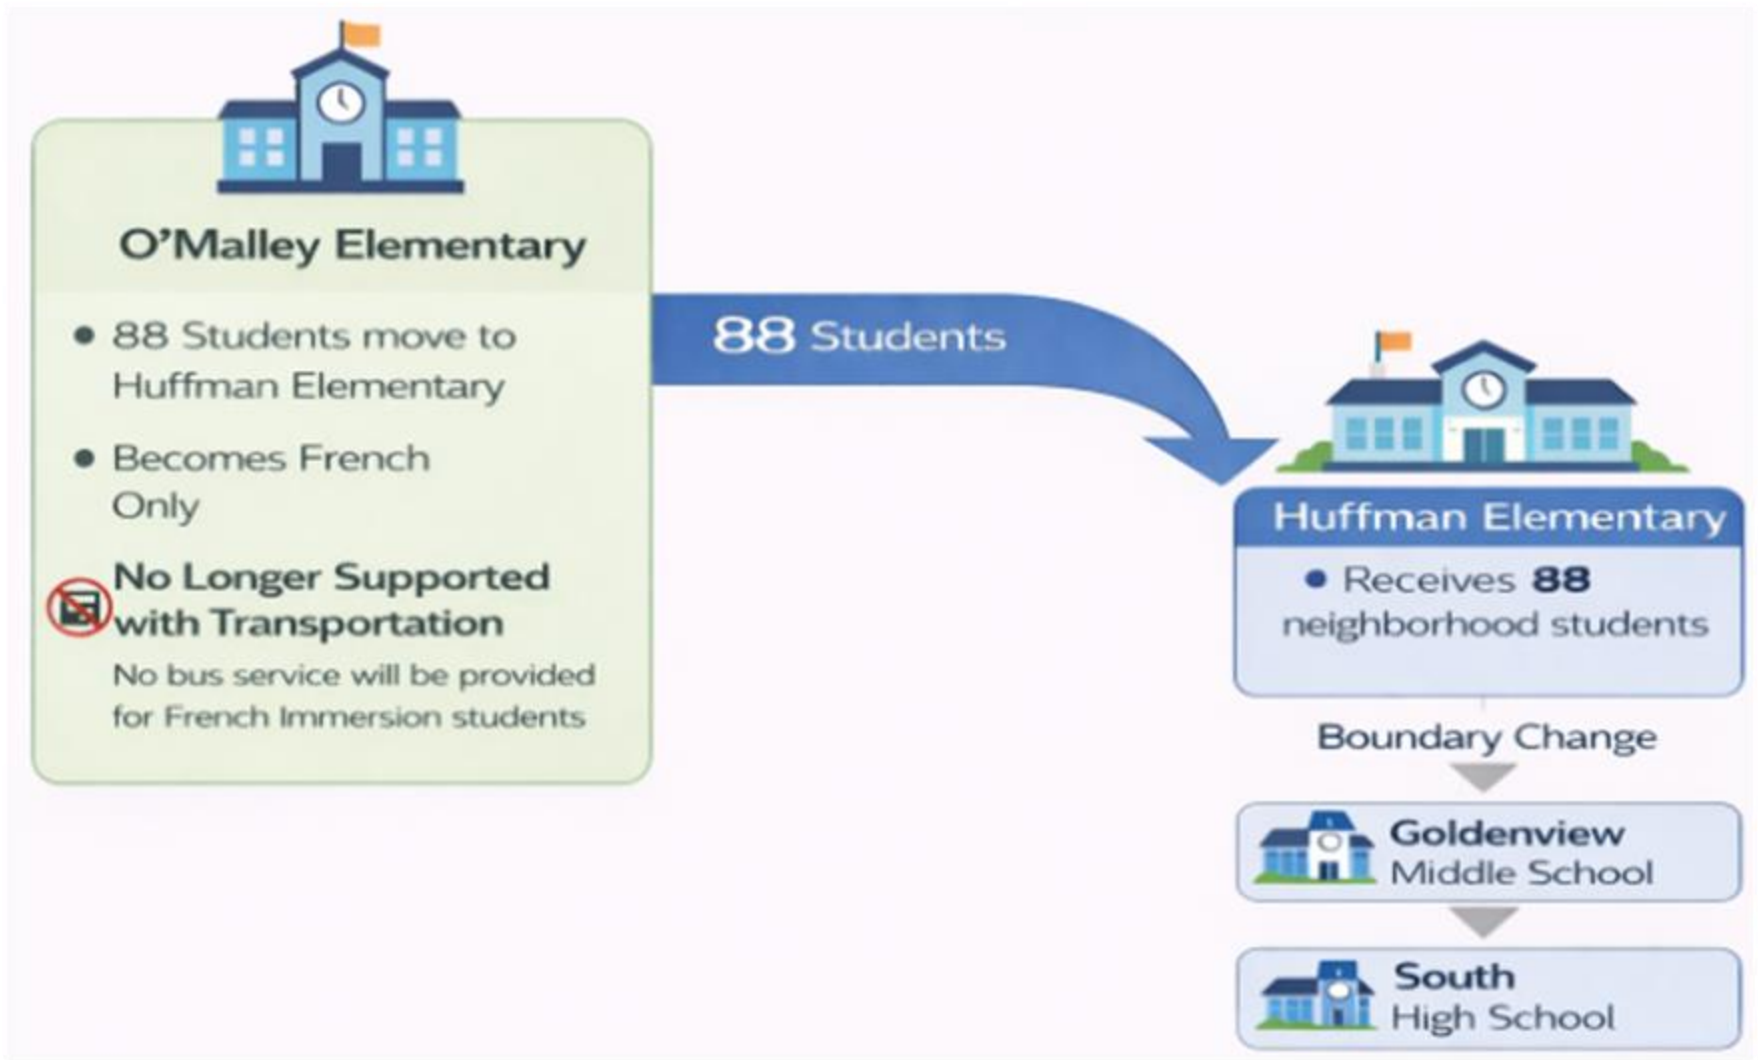 O’Malley Elementary
● 88 Students move to
Huffman Elementary
● Becomes French
Only
No Longer Supported
with Transportation
No bus service will be provided
for French Immersion students
88 Students
Huffman Elementary
● Receives 88
neighborhood students
Boundary Change
Goldenview
Middle School
South
High School